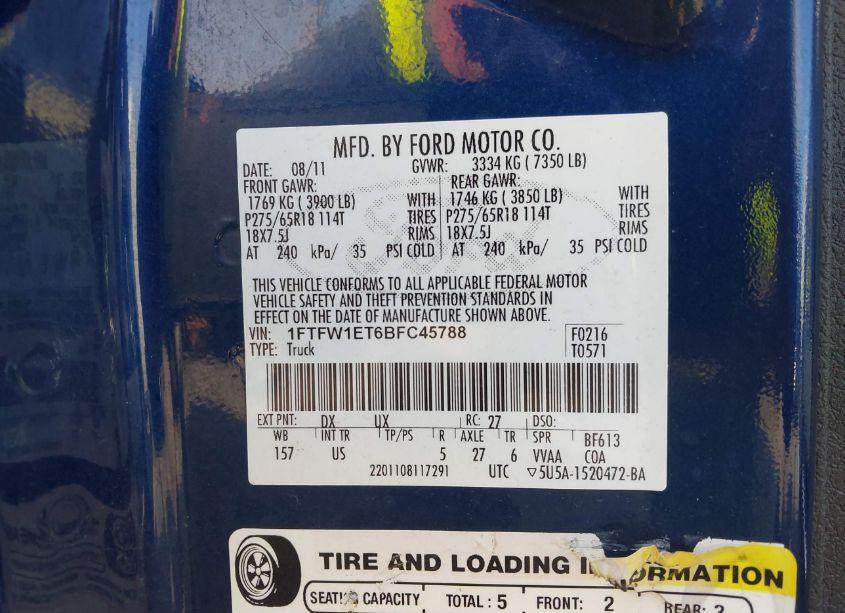 MFD. BY FORD MOTOR CO.
DATE: 08/11 GVWR: 3334 KG ( 7350 LB)
FRONT GAWR: REAR GAWR:
1769 KG ( 3900 LB) WITH 1746 KG ( 3850 LB) WITH
P275/65R18 114T TIRES P275/65R18 114T TIRES
18X7.5J RIMS 18X7.5J RIMS
AT 240 kPa/ 35 PSI COLD AT 240 kPa/ 35 PSI COLD
THIS VEHICLE CONFORMS TO ALL APPLICABLE FEDERAL MOTOR
VEHICLE SAFETY AND THEFT PREVENTION STANDARDS IN
EFFECT ON THE DATE OF MANUFACTURE SHOWN ABOVE.
VIN: 1FTFW1ET6BFC45788 F0216
TYPE: Truck T0571
EXT PNT: DX UX RC: 27 DSO:
WB INT TR TP/PS R AXLE TR SPR BF613
157 US 5 27 6 VVAA COA
2201108117291 UTC ▽5U5A-1520472-BA
TIRE AND LOADING INFORMATION
SEATING CAPACITY TOTAL : 5 FRONT: 2 REAR: 3